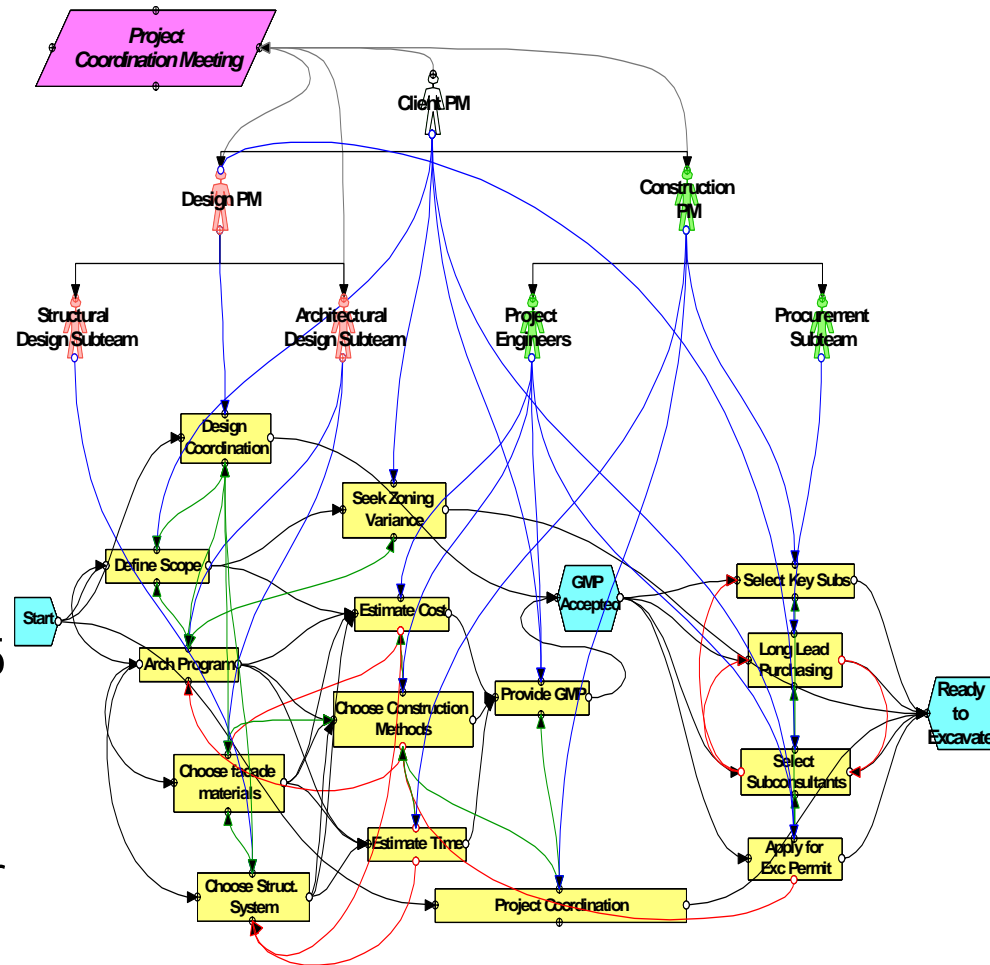 Project
Coordination Meeting
Client PM
Design PM
Construction
PM
Structural
Design Subteam
Architectural
Design Subteam
Project
Engineers
Procurement
Subteam
Design
Coordination
Seek Zoning
Variance
Define Scope
GMP
Accepted
Select Key Subs
Start
Estimate Cost
Arch Program
Long Lead
Purchasing
Provide GMP
Ready
to
Excavate
Choose Construction
Methods
Choose facade
materials
Select
Subconsultants
Estimate Time
Apply for
Exc Permit
Choose Struct.
System
Project Coordination